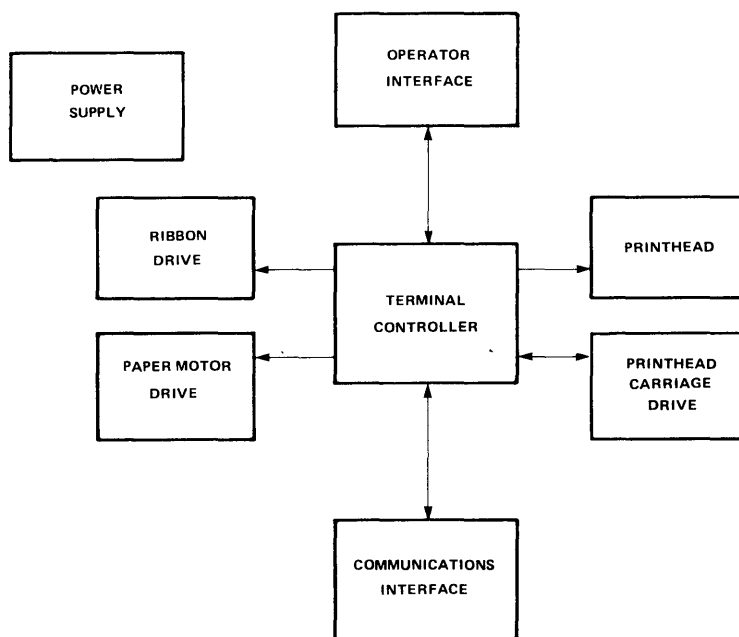 OPERATOR
INTERFACE
POWER
SUPPLY
RIBBON
DRIVE
TERMINAL
CONTROLLER
PRINTHEAD
PAPER MOTOR
DRIVE
PRINTHEAD
CARRIAGE
DRIVE
COMMUNICATIONS
INTERFACE